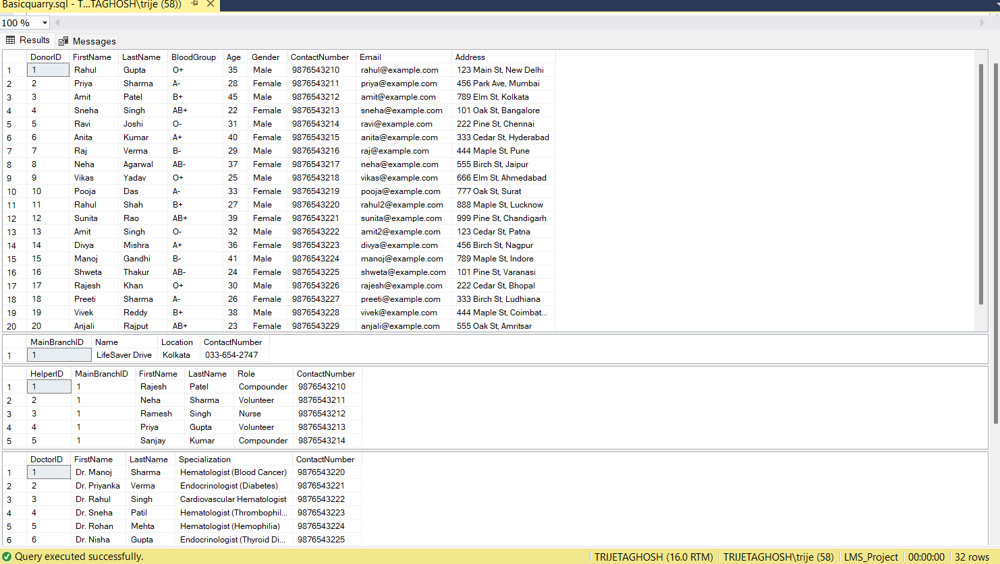 Basicquarry.sql - T...TAGHOSH\trije (58))
100 %
Results Messages
DonorID FirstName LastName BloodGroup Age Gender ContactNumber Email Address
1 1 Rahul Gupta O+ 35 Male 9876543210 rahul@example.com 123 Main St, New Delhi
2 2 Priya Sharma A- 28 Female 9876543211 priya@example.com 456 Park Ave, Mumbai
3 3 Amit Patel B+ 45 Male 9876543212 amit@example.com 789 Elm St, Kolkata
4 4 Sneha Singh AB+ 22 Female 9876543213 sneha@example.com 101 Oak St, Bangalore
5 5 Ravi Joshi O- 31 Male 9876543214 ravi@example.com 222 Pine St, Chennai
6 6 Anita Kumar A+ 40 Female 9876543215 anita@example.com 333 Cedar St, Hyderabad
7 7 Raj Verma B- 29 Male 9876543216 raj@example.com 444 Maple St, Pune
8 8 Neha Agarwal AB- 37 Female 9876543217 neha@example.com 555 Birch St, Jaipur
9 9 Vikas Yadav O+ 25 Male 9876543218 vikas@example.com 666 Elm St, Ahmedabad
10 10 Pooja Das A- 33 Female 9876543219 pooja@example.com 777 Oak St, Surat
11 11 Rahul Shah B+ 27 Male 9876543220 rahul2@example.com 888 Maple St, Lucknow
12 12 Sunita Rao AB+ 39 Female 9876543221 sunita@example.com 999 Pine St, Chandigarh
13 13 Amit Singh O- 32 Male 9876543222 amit2@example.com 123 Cedar St, Patna
14 14 Divya Mishra A+ 36 Female 9876543223 divya@example.com 456 Birch St, Nagpur
15 15 Manoj Gandhi B- 41 Male 9876543224 manoj@example.com 789 Maple St, Indore
16 16 Shweta Thakur AB- 24 Female 9876543225 shweta@example.com 101 Pine St, Varanasi
17 17 Rajesh Khan O+ 30 Male 9876543226 rajesh@example.com 222 Cedar St, Bhopal
18 18 Preeti Sharma A- 26 Female 9876543227 preeti@example.com 333 Birch St, Ludhiana
19 19 Vivek Reddy B+ 38 Male 9876543228 vivek@example.com 444 Maple St, Coimbat...
20 20 Anjali Rajput AB+ 23 Female 9876543229 anjali@example.com 555 Oak St, Amritsar
MainBranchID Name Location ContactNumber
1 1 LifeSaver Drive Kolkata 033-654-2747
HelperID MainBranchID FirstName LastName Role ContactNumber
1 1 1 Rajesh Patel Compounder 9876543210
2 2 1 Neha Sharma Volunteer 9876543211
3 3 1 Ramesh Singh Nurse 9876543212
4 4 1 Priya Gupta Volunteer 9876543213
5 5 1 Sanjay Kumar Compounder 9876543214
DoctorID FirstName LastName Specialization ContactNumber
1 1 Dr. Manoj Sharma Hematologist (Blood Cancer) 9876543220
2 2 Dr. Priyanka Verma Endocrinologist (Diabetes) 9876543221
3 3 Dr. Rahul Singh Cardiovascular Hematologist 9876543222
4 4 Dr. Sneha Patil Hematologist (Thrombophil... 9876543223
5 5 Dr. Rohan Mehta Hematologist (Hemophilia) 9876543224
6 6 Dr. Nisha Gupta Endocrinologist (Thyroid Di... 9876543225
Query executed successfully. TRIJETAGHOSH (16.0 RTM) TRIJETAGHOSH\trije (58) LMS_Project 00:00:00 32 rows